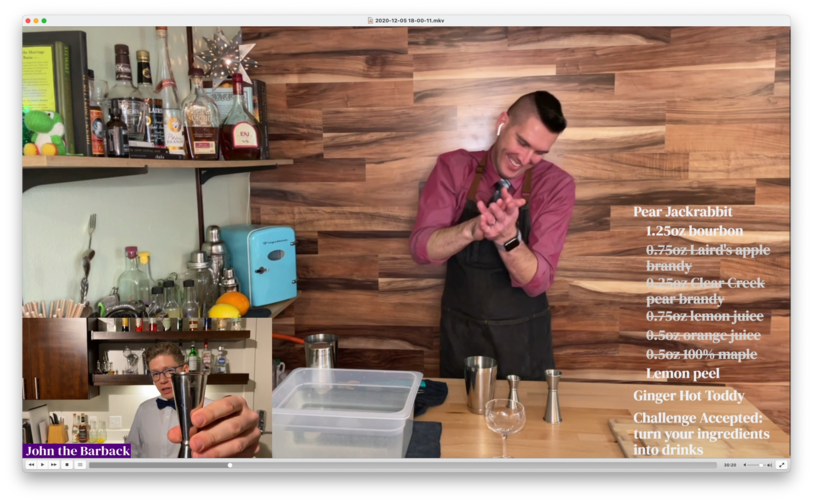 2020-12-05 18-00-11.mkv
Pear Jackrabbit
1.25oz bourbon
0.75oz Laird's apple
brandy
0.25oz Clear Creek
pear brandy
0.75oz lemon juice
0.5oz orange juice
0.5oz 100% maple
Lemon peel
Ginger Hot Toddy
Challenge Accepted:
turn your ingredients
into drinks
John the Barback